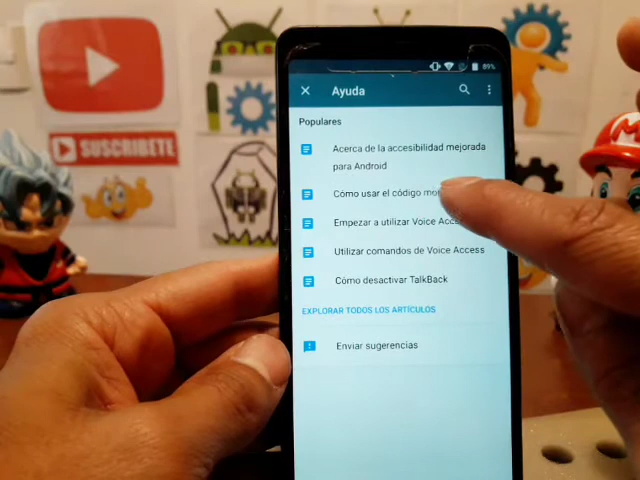 SUSCRIBETE
89%
Ayuda
Populares
Acerca de la accesibilidad mejorada
para Android
Cómo usar el código
Empezar a utilizar Voice
Utilizar comandos de Voice Access
Cómo desactivar TalkBack
EXPLORAR TODOS LOS ARTÍCULOS
Enviar sugerencias